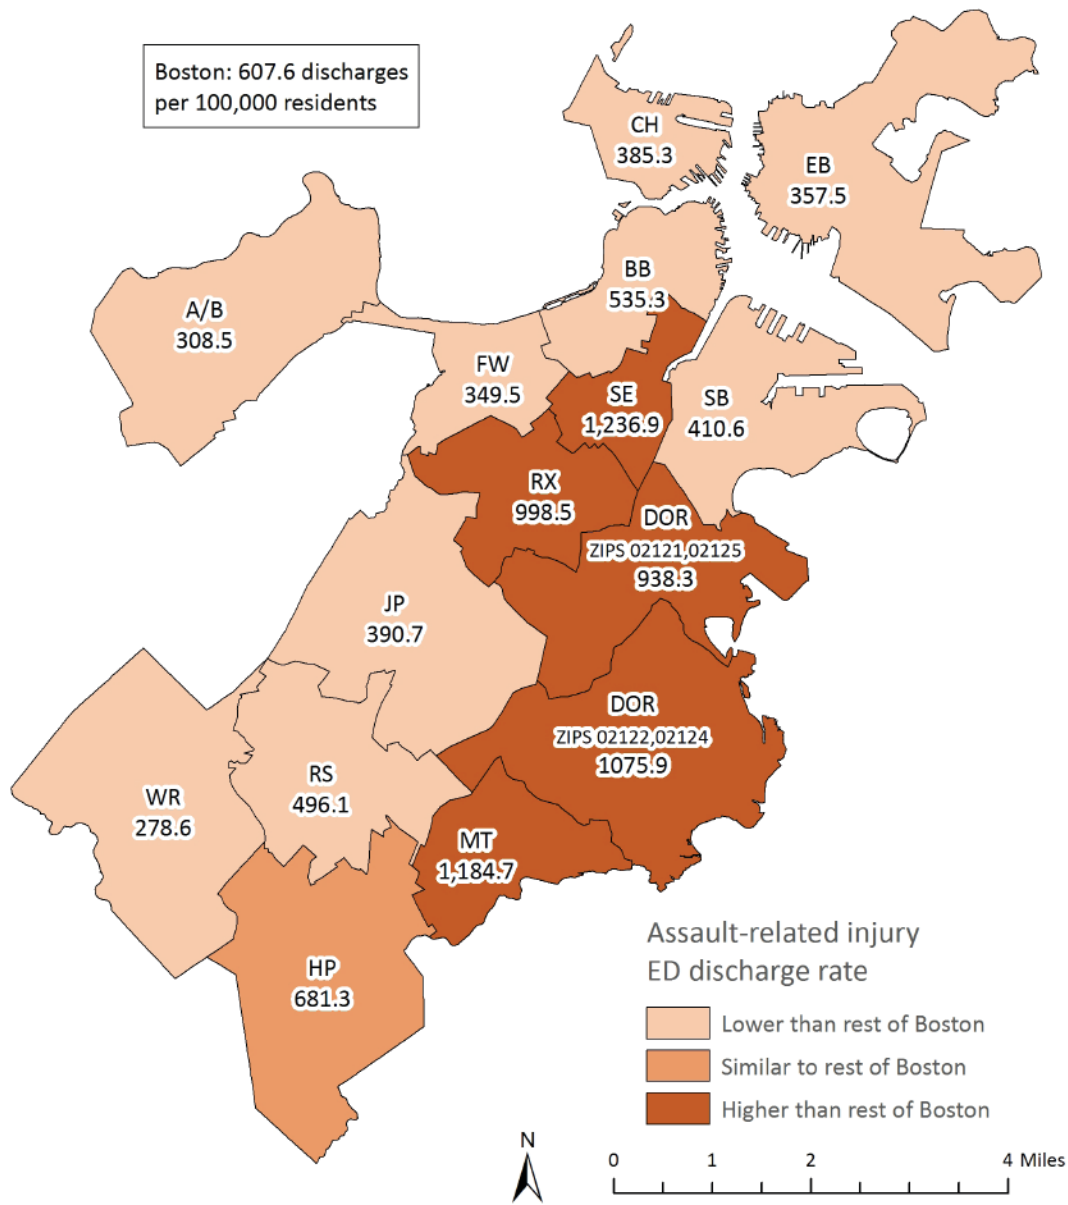 Boston: 607.6 discharges
per 100,000 residents
CH
385.3
EB
357.5
BB
535.3
A/B
308.5
FW
349.5
SE
1,236.9
SB
410.6
RX
998.5
DOR
ZIPS 02121,02125
938.3
JP
390.7
DOR
ZIPS 02122,02124
1075.9
RS
496.1
WR
278.6
MT
1,184.7
HP
681.3
Assault-related injury
ED discharge rate
Lower than rest of Boston
Similar to rest of Boston
Higher than rest of Boston
N
0 1 2 4 Miles